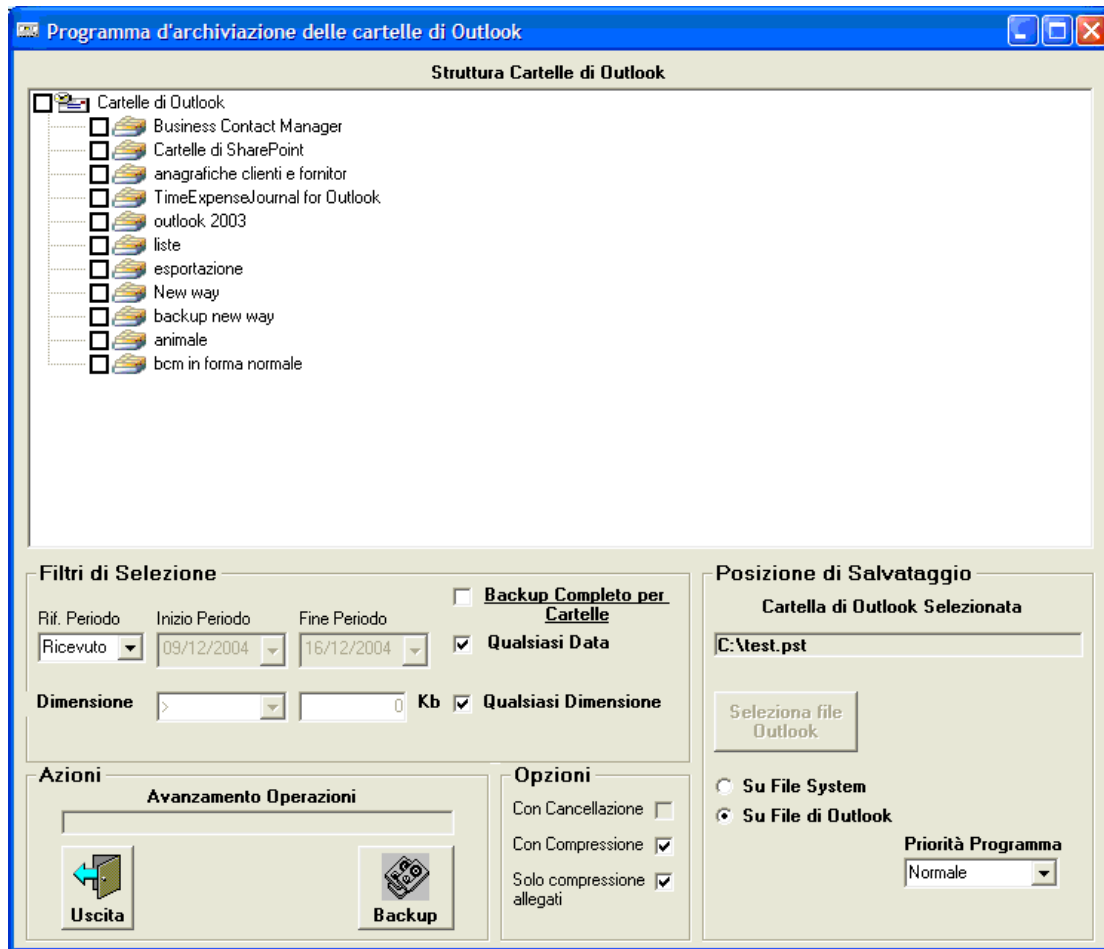 Programma d'archiviazione delle cartelle di Outlook
Struttura Cartelle di Outlook
Cartelle di Outlook
Business Contact Manager
Cartelle di SharePoint
anagrafiche clienti e fornitor
TimeExpenseJournal for Outlook
outlook 2003
liste
esportazione
New way
backup new way
animale
bcm in forma normale
Filtri di Selezione
Backup Completo per
Cartelle
Rif. Periodo Inizio Periodo Fine Periodo
Ricevuto 09/12/2004 16/12/2004 Qualsiasi Data
Dimensione > 0 Kb Qualsiasi Dimensione
Posizione di Salvataggio
Cartella di Outlook Selezionata
C:\test.pst
Seleziona file
Outlook
Su File System
Su File di Outlook
Priorità Programma
Normale
Azioni
Avanzamento Operazioni
Uscita
Backup
Opzioni
Con Cancellazione
Con Compressione
Solo compressione
allegati